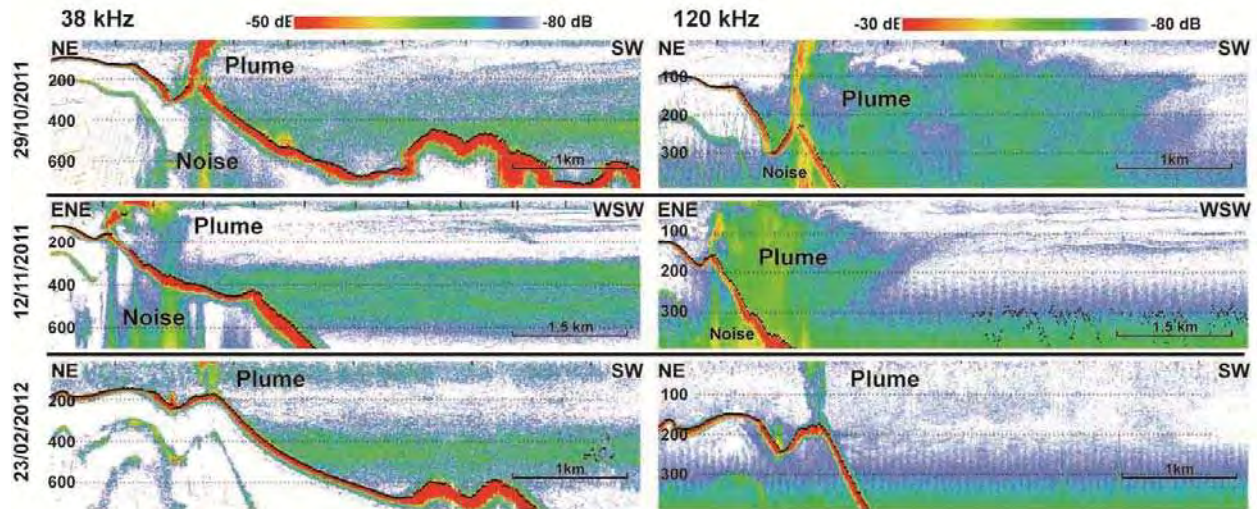 38 kHz -50 dE -80 dB 120 kHz -30 dE -80 dB
29/10/2011
NE SW
Plume
200
400
600
Noise
1km
NE SW
100
200
300
Plume
Noise
1km
12/11/2011
ENE WSW
Plume
200
400
600
Noise
1.5 km
ENE WSW
100
200
300
Plume
Noise
1.5 km
23/02/2012
NE SW
Plume
200
400
600
1km
NE SW
Plume
100
200
300
1km